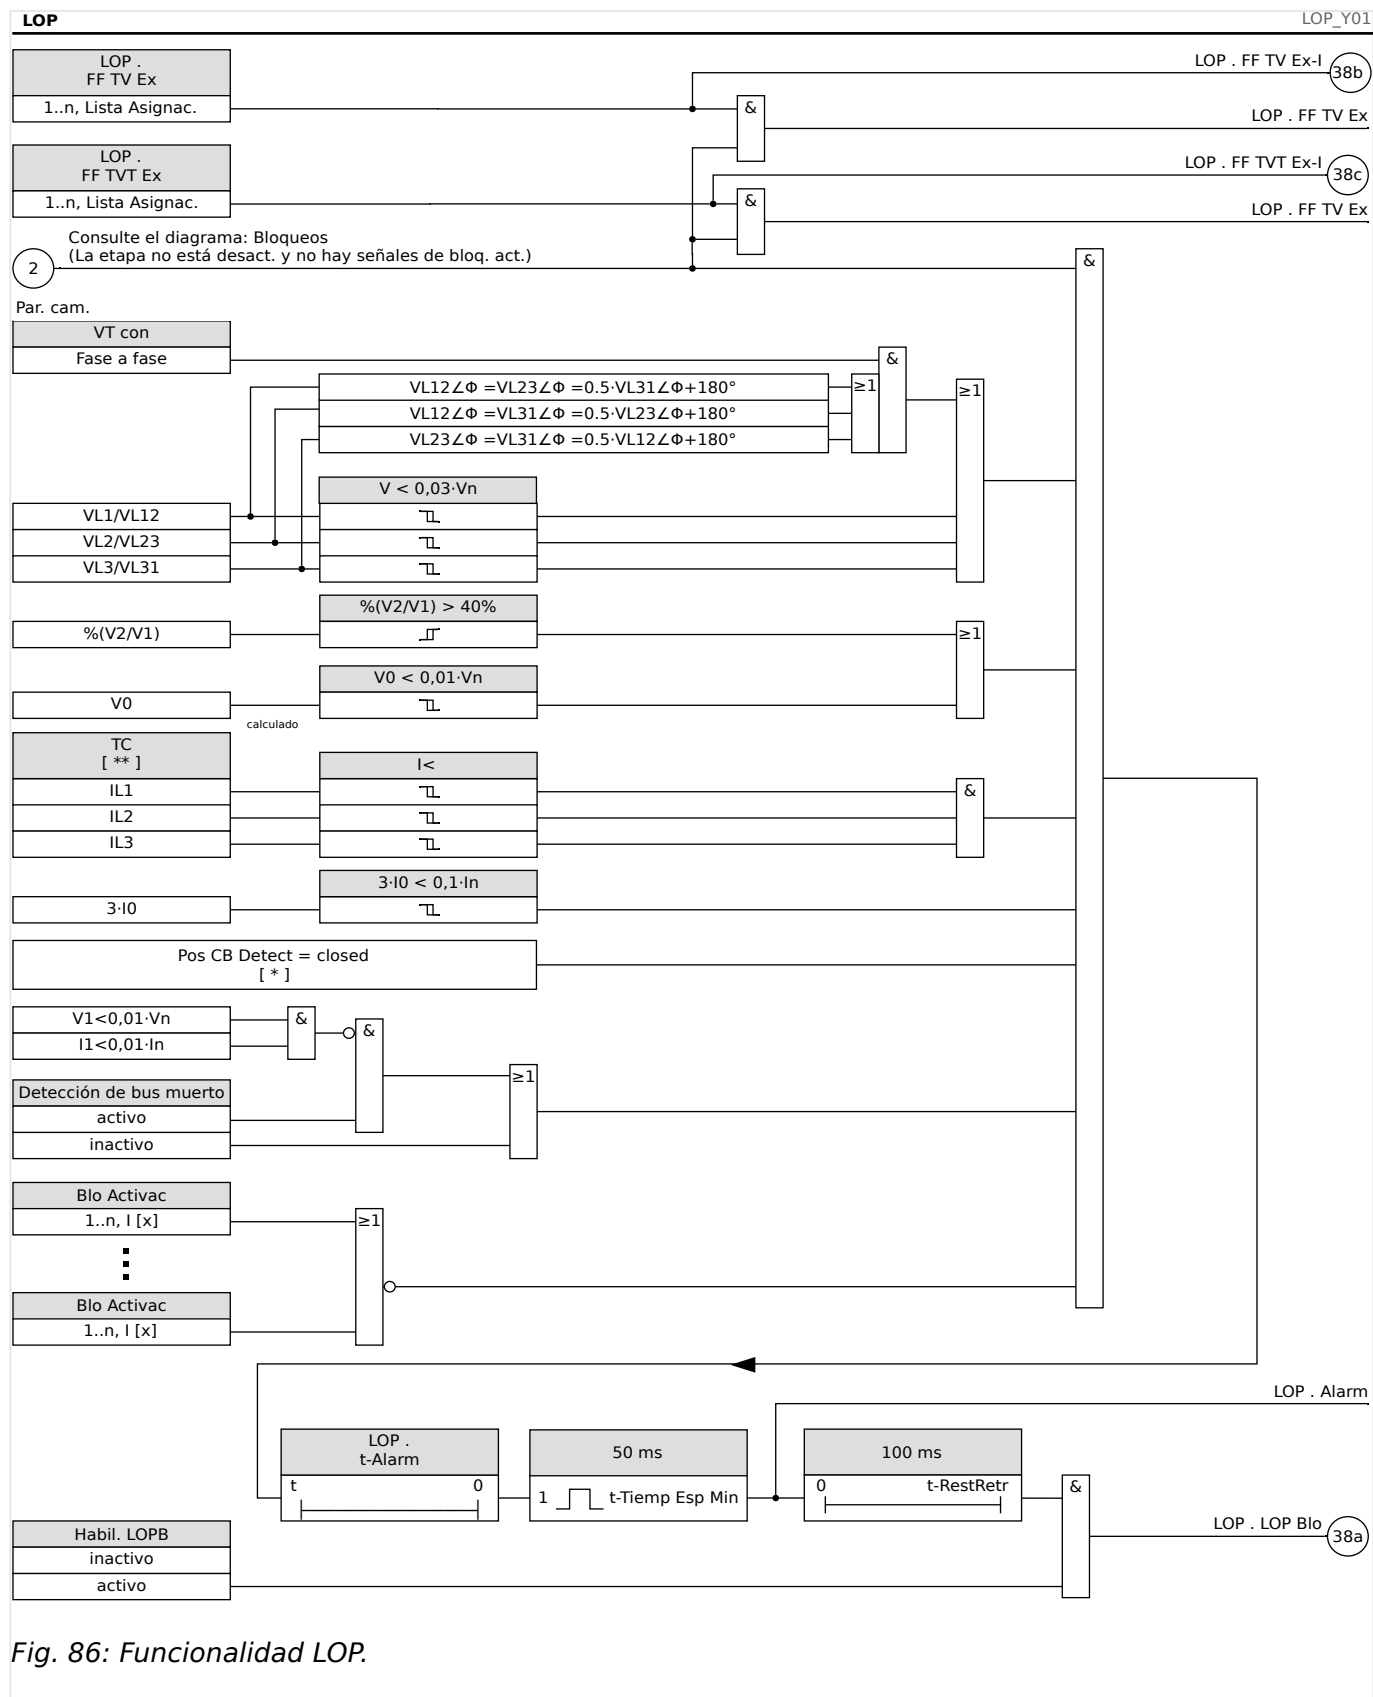 LOP
LOP_Y01
LOP .
FF TV Ex
1..n, Lista Asignac.
LOP . FF TV Ex-I
38b
&
LOP . FF TV Ex
LOP .
FF TVT Ex
1..n, Lista Asignac.
LOP . FF TVT Ex-I
38c
&
LOP . FF TV Ex
Consulte el diagrama: Bloqueos
(La etapa no está desact. y no hay señales de bloq. act.)
2
&
Par. cam.
VT con
Fase a fase
&
VL12∠Φ =VL23∠Φ =0.5·VL31∠Φ+180°
VL12∠Φ =VL31∠Φ =0.5·VL23∠Φ+180°
VL23∠Φ =VL31∠Φ =0.5·VL12∠Φ+180°
≥1
≥1
V < 0,03·Vn
VL1/VL12
VL2/VL23
VL3/VL31
%(V2/V1) > 40%
%(V2/V1)
≥1
V0 < 0,01·Vn
V0
calculado
TC
[ ** ]
I<
IL1
IL2
IL3
&
3·I0 < 0,1·In
3·I0
Pos CB Detect = closed
[ * ]
V1<0,01·Vn
I1<0,01·In
&
&
≥1
Detección de bus muerto
activo
inactivo
Blo Activac
1..n, I [x]
≥1
Blo Activac
1..n, I [x]
LOP . Alarm
LOP .
t-Alarm
t 0
50 ms
1 t-Tiemp Esp Min
100 ms
0 t-RestRetr
&
LOP . LOP Blo
38a
Habil. LOPB
inactivo
activo
Fig. 86: Funcionalidad LOP.